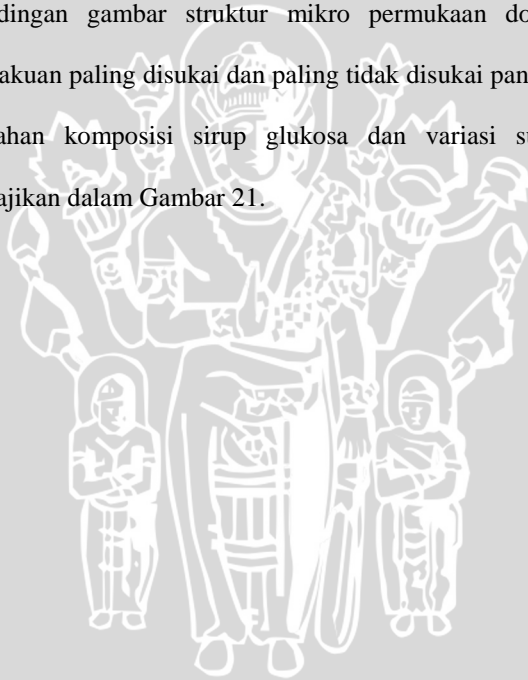 dingan gambar struktur mikro permukaan do
akuan paling disukai dan paling tidak disukai pan
ahan komposisi sirup glukosa dan variasi su
ajikan dalam Gambar 21.